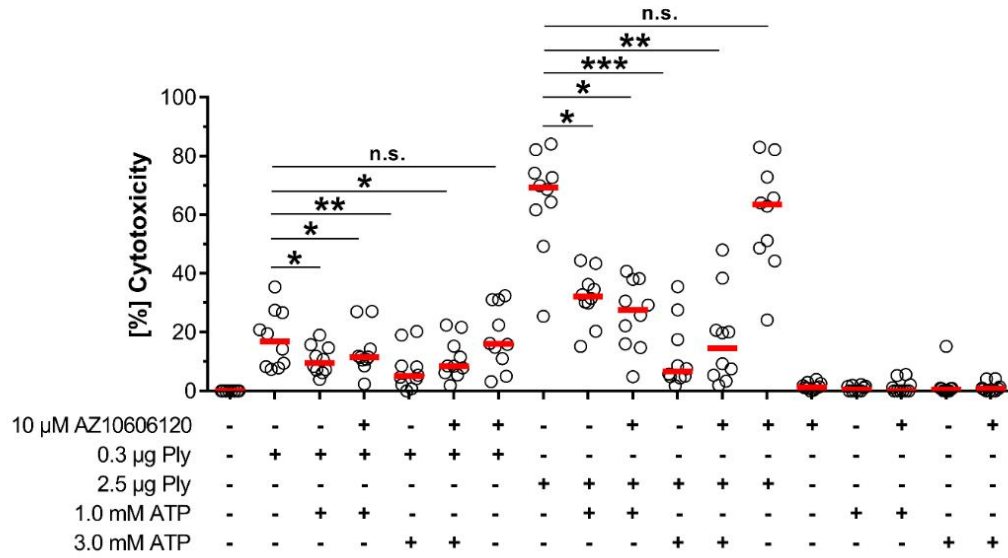 n.s.
**
***
*
*
n.s.
*
**
*
*
[%] Cytotoxicity
100
80
60
40
20
0
10 µM AZ10606120 - - - + - + + - - + - + + + - + - +
0.3 µg Ply - + + + + + + - - - - - - - - - - -
2.5 µg Ply - - - - - - - + + + + + + - - - - -
1.0 mM ATP - - + + - - - - + + - - - - + + - -
3.0 mM ATP - - - - + + - - - - + + - - - - + +